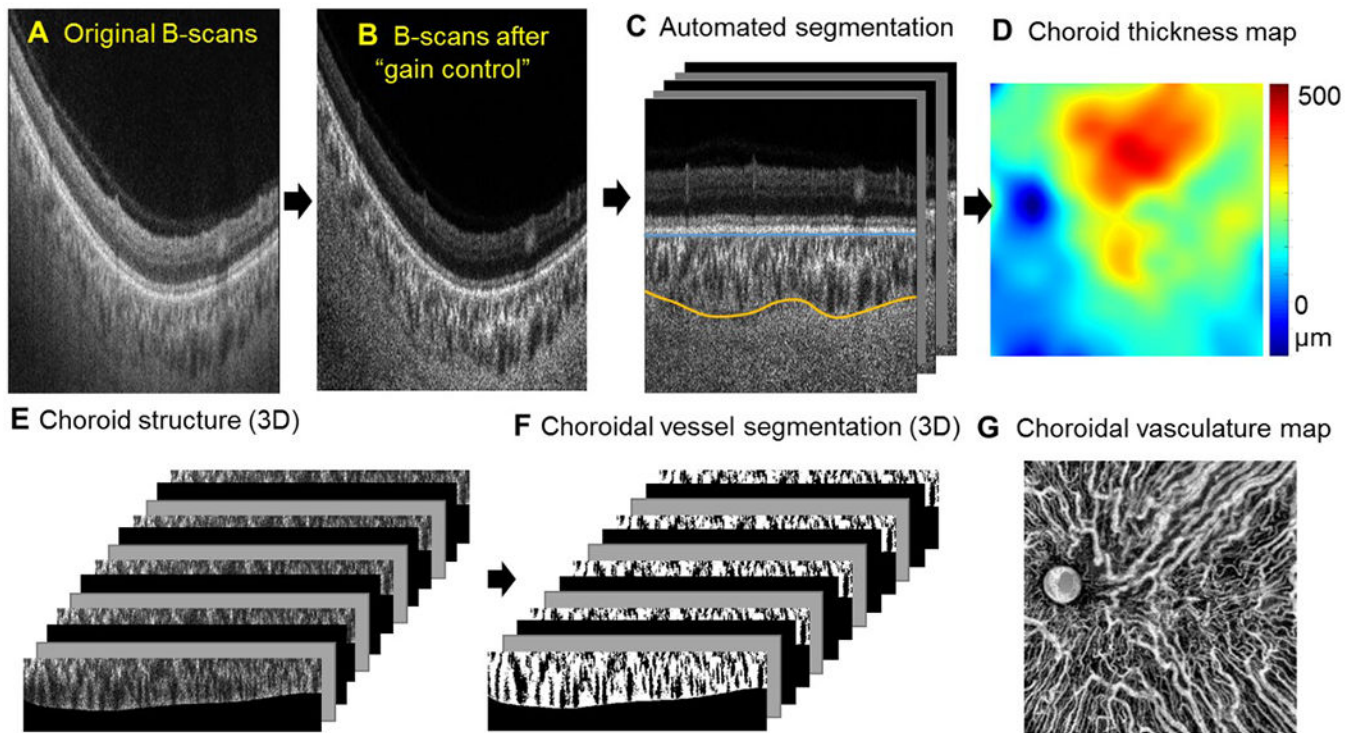 A Original B-scans
B B-scans after
“gain control”
C Automated segmentation
D Choroid thickness map
500
0
µm
E Choroid structure (3D)
F Choroidal vessel segmentation (3D)
G Choroidal vasculature map